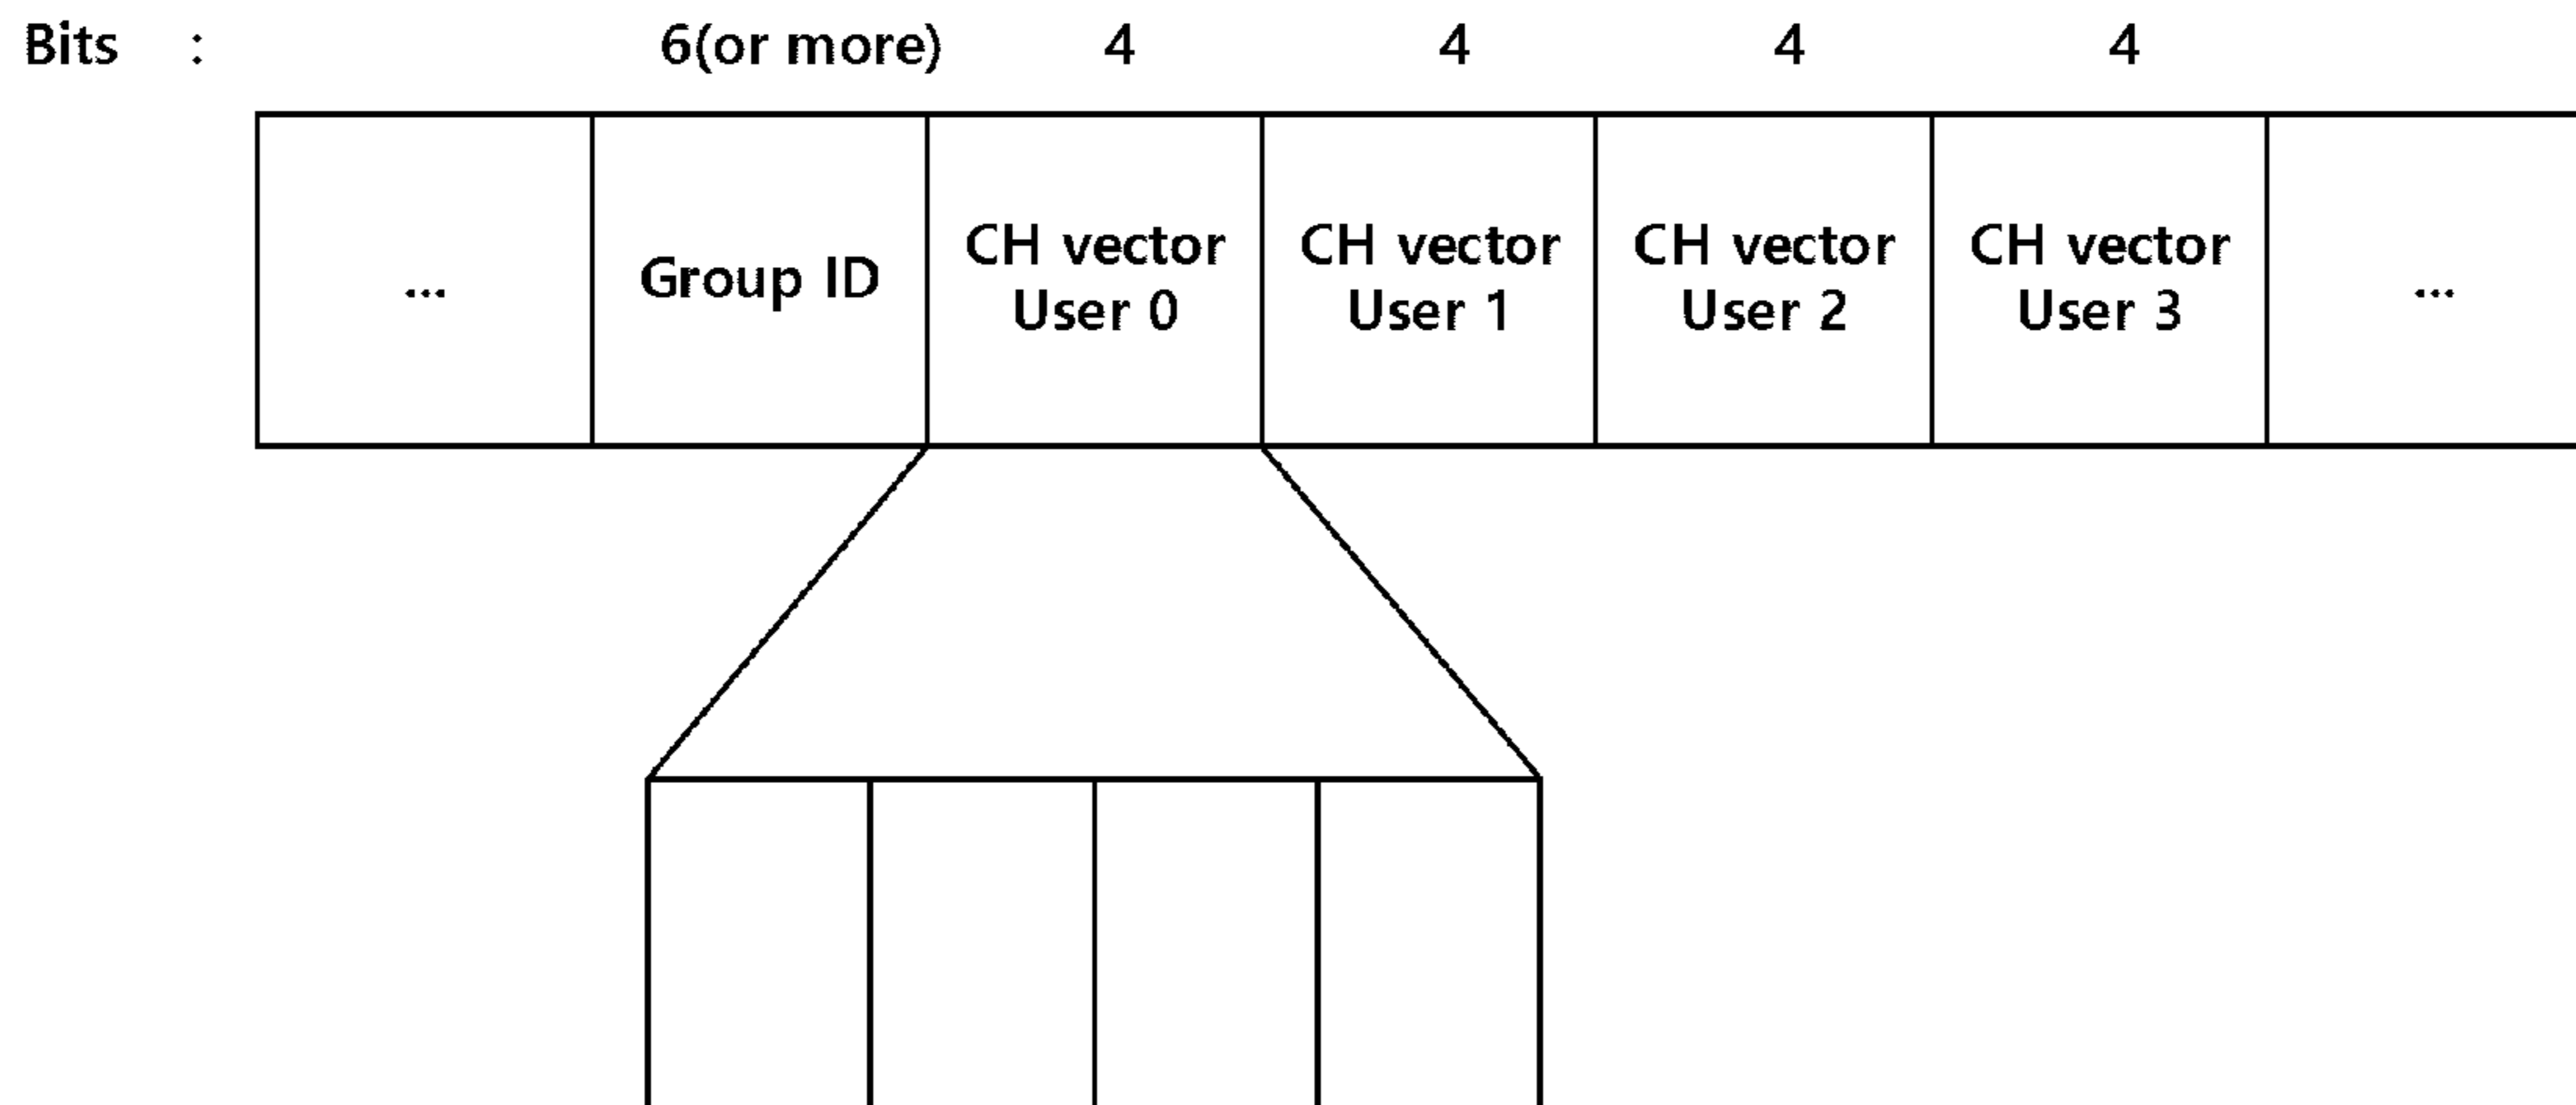 Bits : 6(or more) 4 4 4 4
... Group ID CH vector User 0 CH vector User 1 CH vector User 2 CH vector User 3 ...